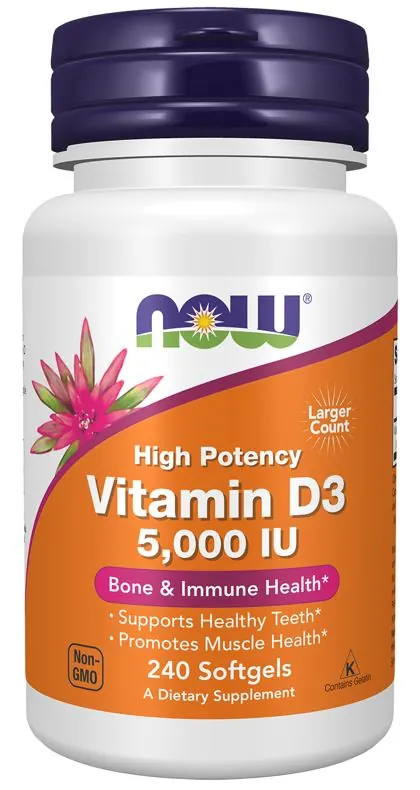 now®
Larger
Count
High Potency
Vitamin D3
5,000 IU
Bone & Immune Health*
• Supports Healthy Teeth*
• Promotes Muscle Health*
240 Softgels
A Dietary Supplement
Non-
GMO
K
Contains Gelatin